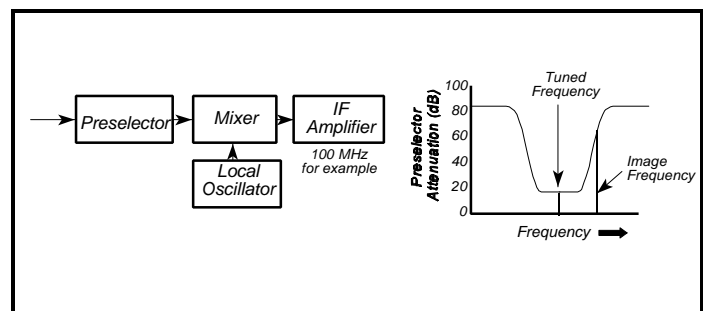 Preselector
Mixer
IF
Amplifier
100 MHz
for example
Local
Oscillator
Preselector
Attenuation (dB)
100
80
60
40
20
0
Tuned
Frequency
Image
Frequency
Frequency